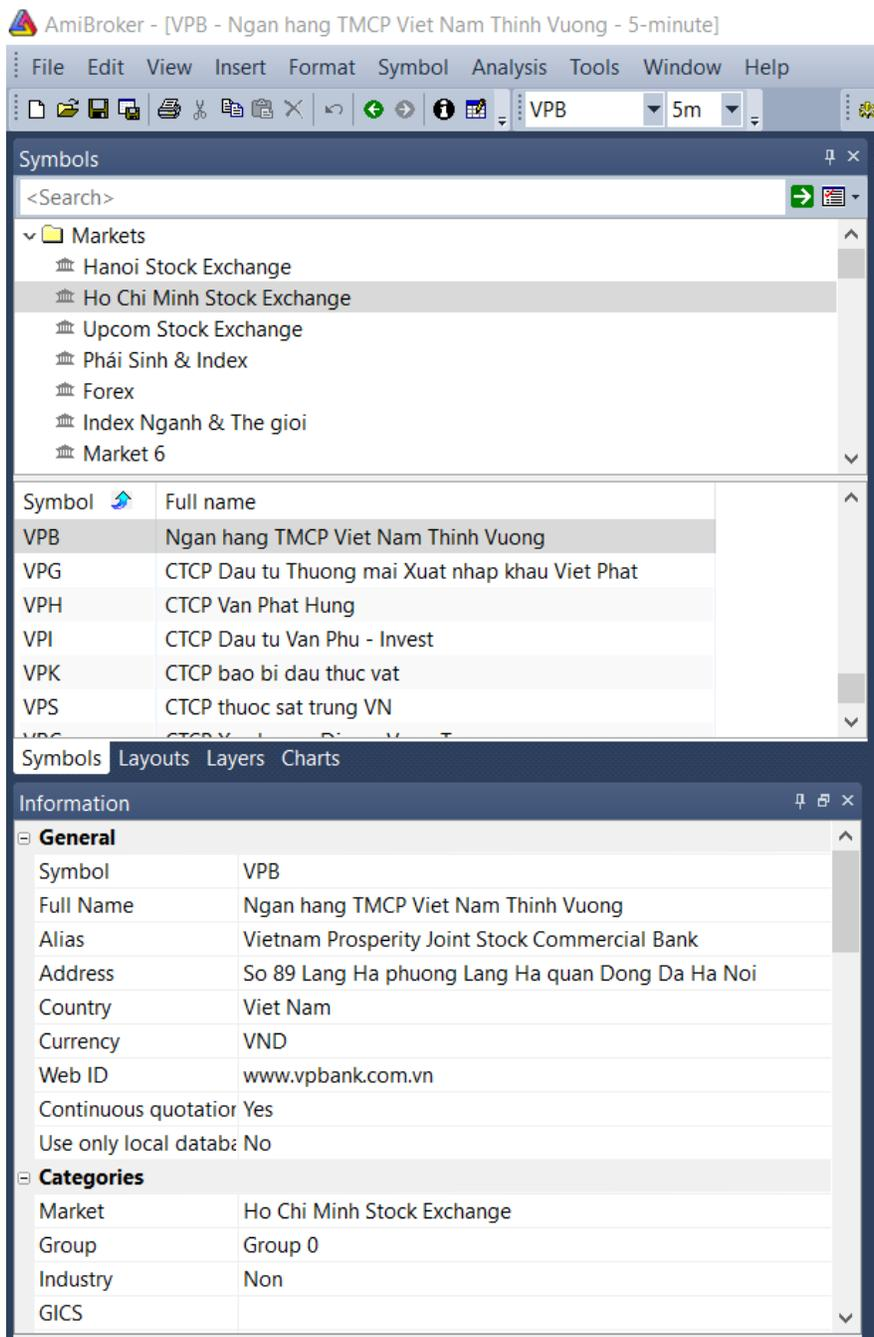 AmiBroker - [VPB - Ngan hang TMCP Viet Nam Thinh Vuong - 5-minute]
File Edit View Insert Format Symbol Analysis Tools Window Help
VPB 5m
Symbols
<Search>
Markets
Hanoi Stock Exchange
Ho Chi Minh Stock Exchange
Upcom Stock Exchange
Phái Sinh & Index
Forex
Index Nganh & The gioi
Market 6
Symbol Full name
VPB Ngan hang TMCP Viet Nam Thinh Vuong
VPG CTCP Dau tu Thuong mai Xuat nhap khau Viet Phat
VPH CTCP Van Phat Hung
VPI CTCP Dau tu Van Phu - Invest
VPK CTCP bao bi dau thuc vat
VPS CTCP thuoc sat trung VN
Symbols Layouts Layers Charts
Information
General
Symbol VPB
Full Name Ngan hang TMCP Viet Nam Thinh Vuong
Alias Vietnam Prosperity Joint Stock Commercial Bank
Address So 89 Lang Ha phuong Lang Ha quan Dong Da Ha Noi
Country Viet Nam
Currency VND
Web ID www.vpbank.com.vn
Continuous quotation Yes
Use only local databa No
Categories
Market Ho Chi Minh Stock Exchange
Group Group 0
Industry Non
GICS